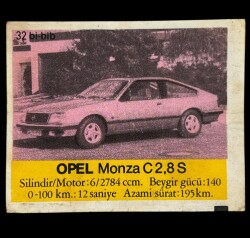 32 bi-bib
OPEL Monza C 2,8 S
Silindir/Motor: 6/2784 ccm. Beygir gücü: 140
0-100 km.: 12 saniye Azami sürat: 195km.